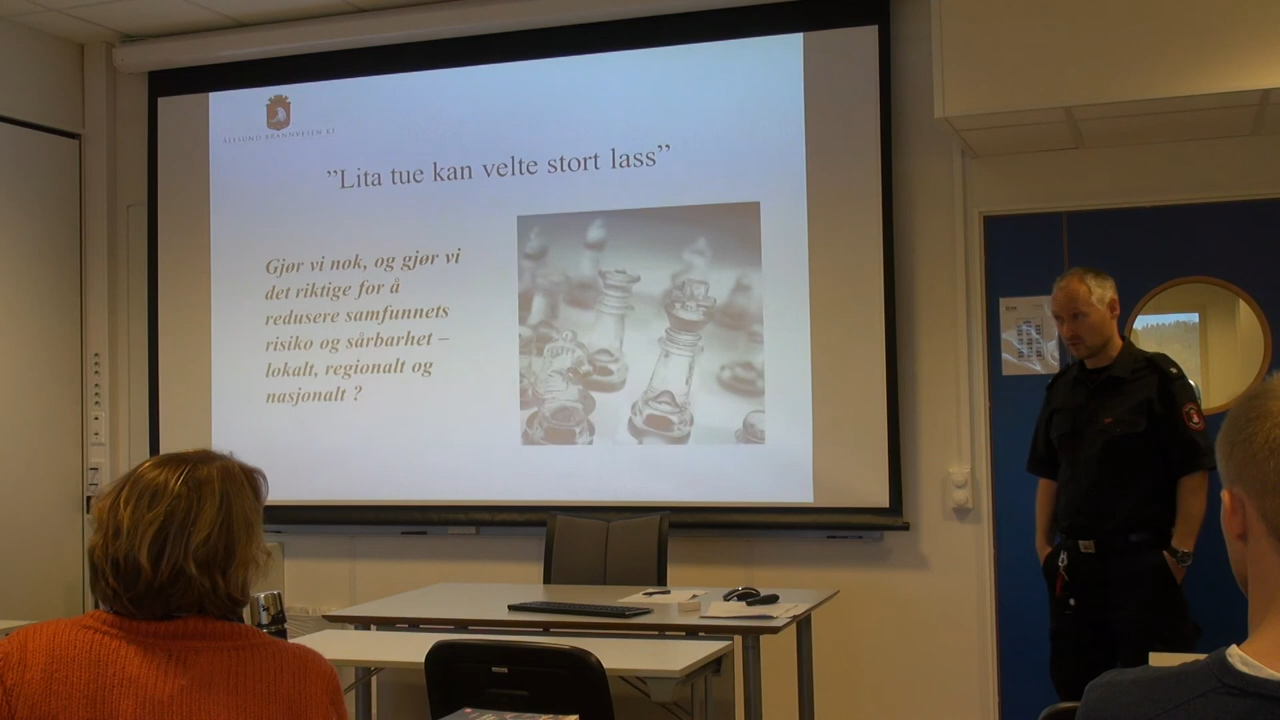 ÅLESUND BRANNVESEN KF
”Lita tue kan velte stort lass”
Gjør vi nok, og gjør vi
det riktige for å
redusere samfunnets
risiko og sårbarhet –
lokalt, regionalt og
nasjonalt ?